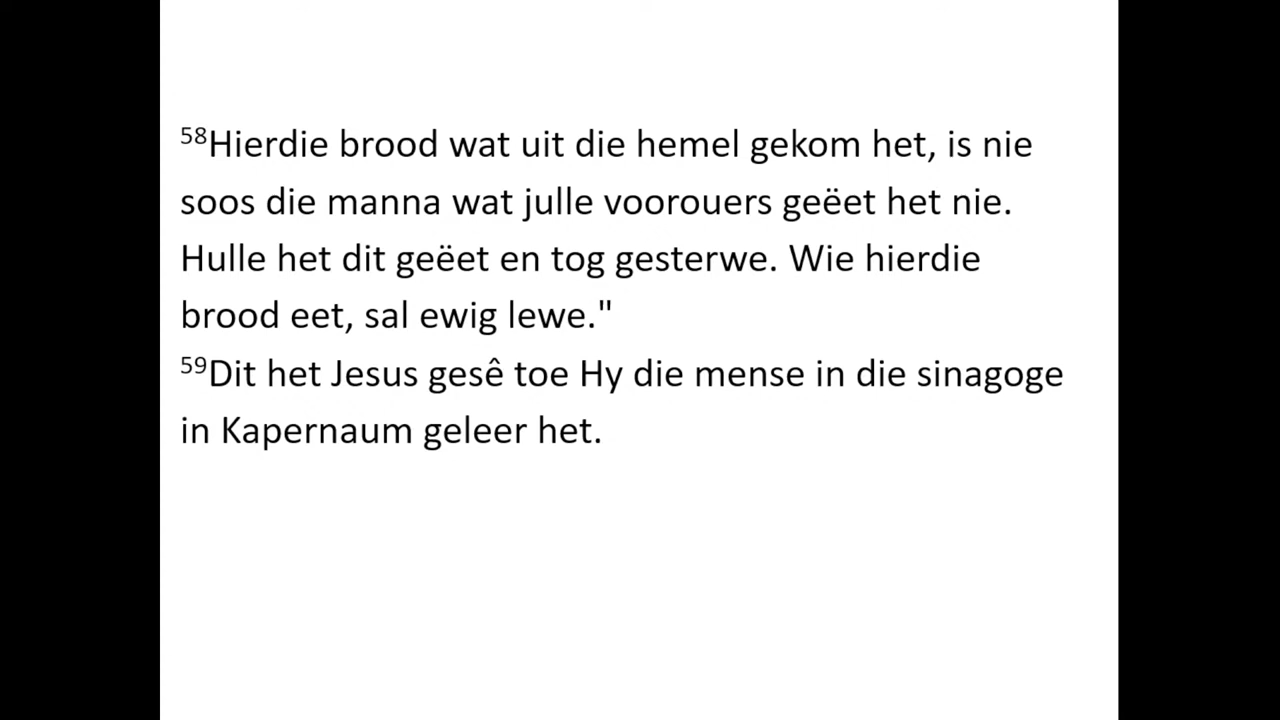 58Hierdie brood wat uit die hemel gekom het, is nie
soos die manna wat julle voorouers geëet het nie.
Hulle het dit geëet en tog gesterwe. Wie hierdie
brood eet, sal ewig lewe."
59Dit het Jesus gesê toe Hy die mense in die sinagoge
in Kapernaum geleer het.